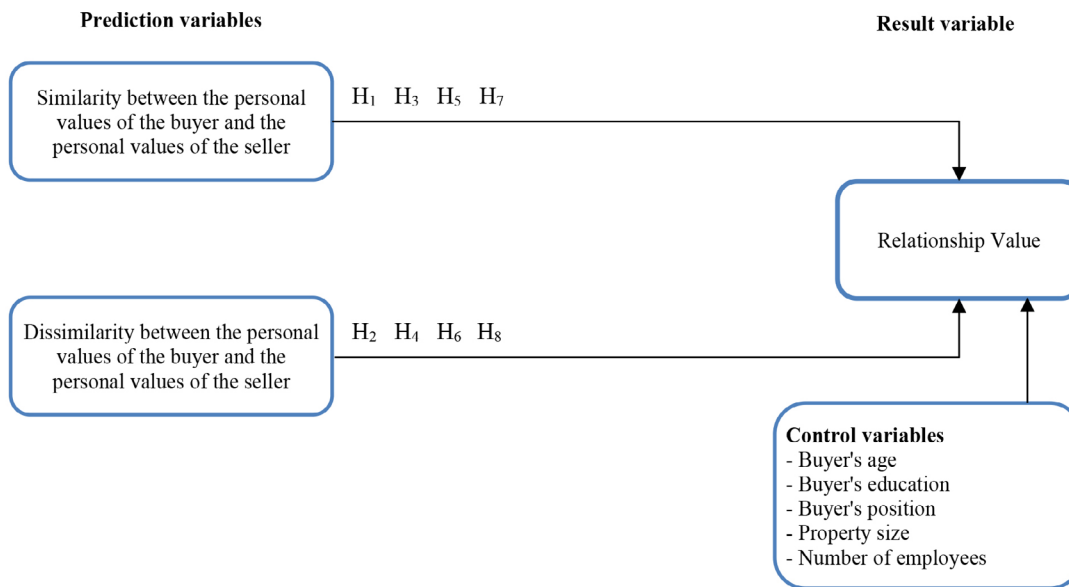 Prediction variables
Result variable
Similarity between the personal
values of the buyer and the
personal values of the seller
H₁ H₃ H₅ H₇
Relationship Value
Dissimilarity between the personal
values of the buyer and the
personal values of the seller
H₂ H₄ H₆ H₈
Control variables
- Buyer's age
- Buyer's education
- Buyer's position
- Property size
- Number of employees